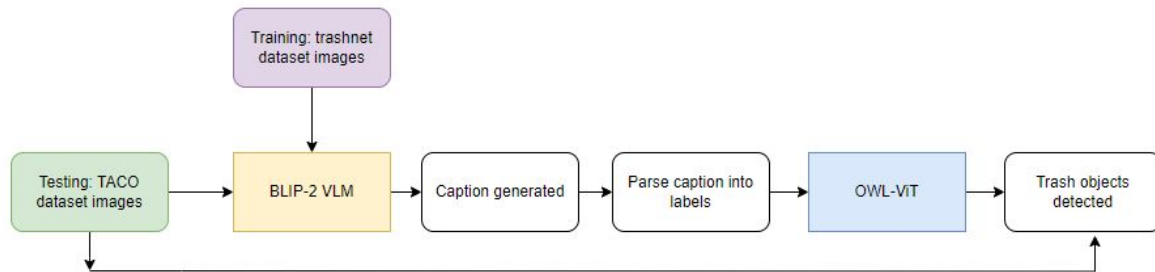 Training: trashnet
dataset images
Testing: TACO
dataset images
BLIP-2 VLM
Caption generated
Parse caption into
labels
OWL-ViT
Trash objects
detected